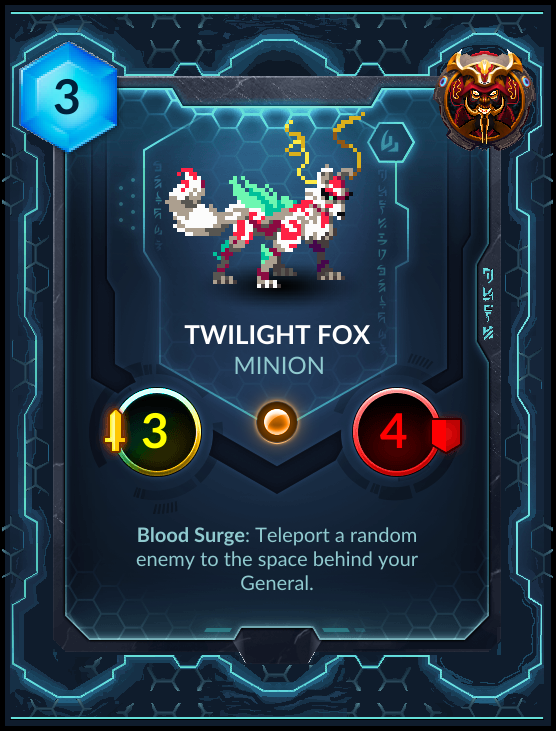 3
TWILIGHT FOX
MINION
3
4
Blood Surge: Teleport a random
enemy to the space behind your
General.